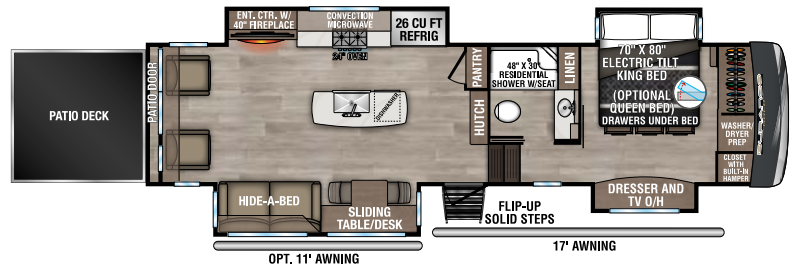 ENT. CTR. W/
40" FIREPLACE
CONVECTION
MICROWAVE
26 CU FT
REFRIG
24" OVEN
PATIO DECK
PATIO DOOR
DISHWASHER
PANTRY
HUTCH
48" X 30"
RESIDENTIAL
SHOWER W/SEAT
LINEN
70" X 80"
ELECTRIC TILT
KING BED
(OPTIONAL
QUEEN BED)
DRAWERS UNDER BED
WASHER/
DRYER
PREP
CLOSET
WITH
BUILT-IN
HAMPER
HIDE-A-BED
SLIDING
TABLE/DESK
FLIP-UP
SOLID STEPS
DRESSER AND
TV O/H
OPT. 11' AWNING
17' AWNING